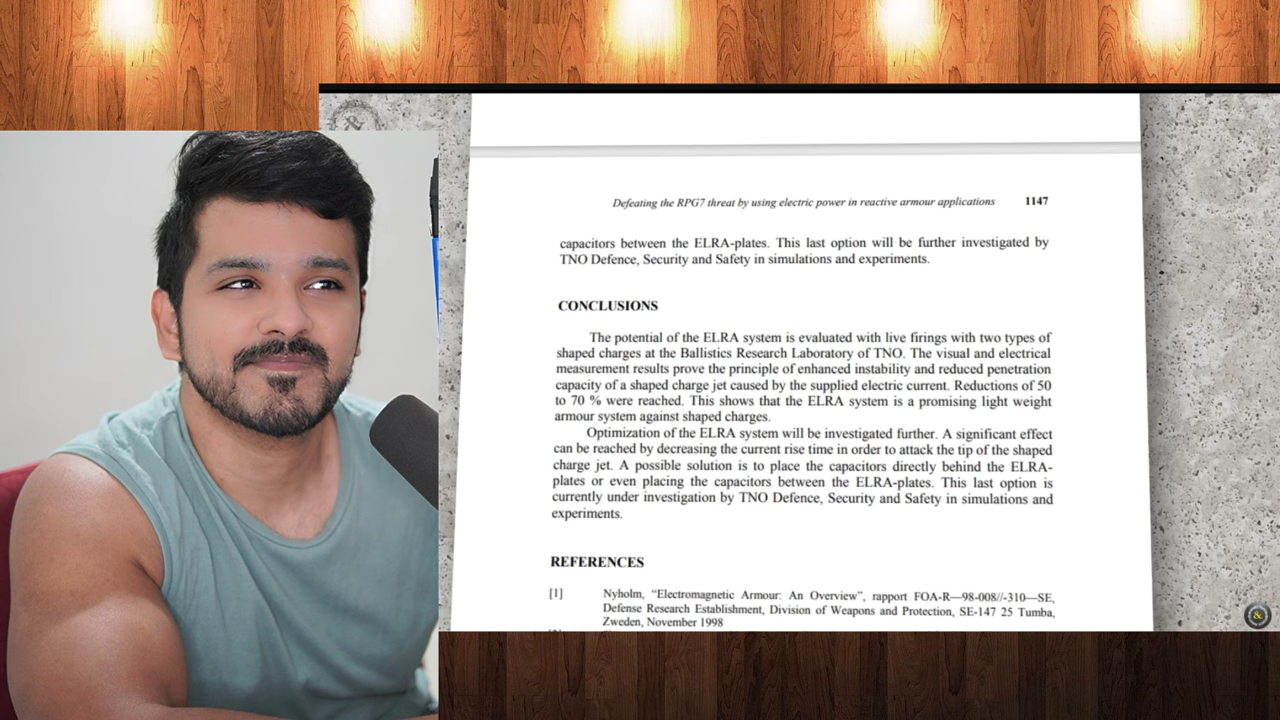 Defeating the RPG7 threat by using electric power in reactive armour applications 1147
capacitors between the ELRA-plates. This last option will be further investigated by
TNO Defence, Security and Safety in simulations and experiments.
CONCLUSIONS
The potential of the ELRA system is evaluated with live firings with two types of
shaped charges at the Ballistics Research Laboratory of TNO. The visual and electrical
measurement results prove the principle of enhanced instability and reduced penetration
capacity of a shaped charge jet caused by the supplied electric current. Reductions of 50
to 70 % were reached. This shows that the ELRA system is a promising light weight
armour system against shaped charges.
Optimization of the ELRA system will be investigated further. A significant effect
can be reached by decreasing the current rise time in order to attack the tip of the shaped
charge jet. A possible solution is to place the capacitors directly behind the ELRA-
plates or even placing the capacitors between the ELRA-plates. This last option is
currently under investigation by TNO Defence, Security and Safety in simulations and
experiments.
REFERENCES
[1] Nyholm, “Electromagnetic Armour: An Overview”, rapport FOA-R—98-008//-310—SE,
Defense Research Establishment, Division of Weapons and Protection, SE-147 25 Tumba,
Zweden, November 1998
&